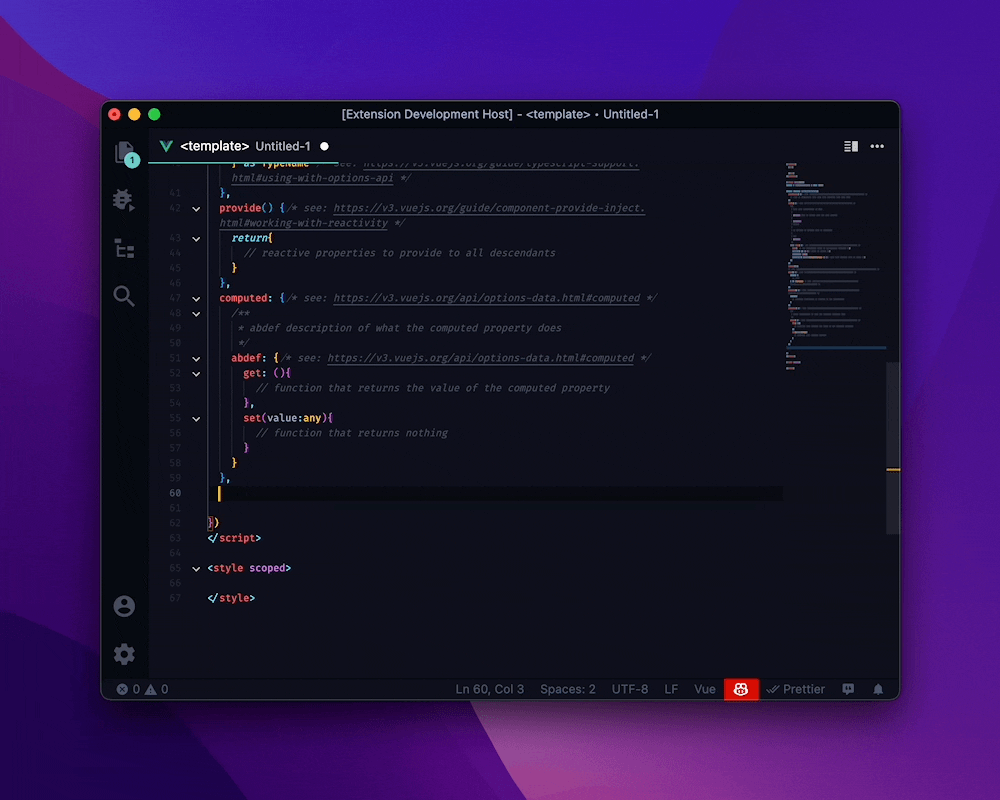 [Extension Development Host] - <template> • Untitled-1
<template> Untitled-1
1
] as TypeName /* see: https://v3.vuejs.org/guide/typescript-support.
html#using-with-options-api */
41 },
42 provide() {/* see: https://v3.vuejs.org/guide/component-provide-inject.
html#working-with-reactivity */
43 return{
44 // reactive properties to provide to all descendants
45 }
46 },
47 computed: {/* see: https://v3.vuejs.org/api/options-data.html#computed */
48 /**
49 * abdef description of what the computed property does
50 */
51 abdef: {/* see: https://v3.vuejs.org/api/options-data.html#computed */
52 get: (){
53 // function that returns the value of the computed property
54 },
55 set(value:any){
56 // function that returns nothing
57 }
58 }
59 },
60
61
62 })
63 </script>
64
65 <style scoped>
66
67 </style>
0 0 Ln 60, Col 3 Spaces: 2 UTF-8 LF Vue Prettier